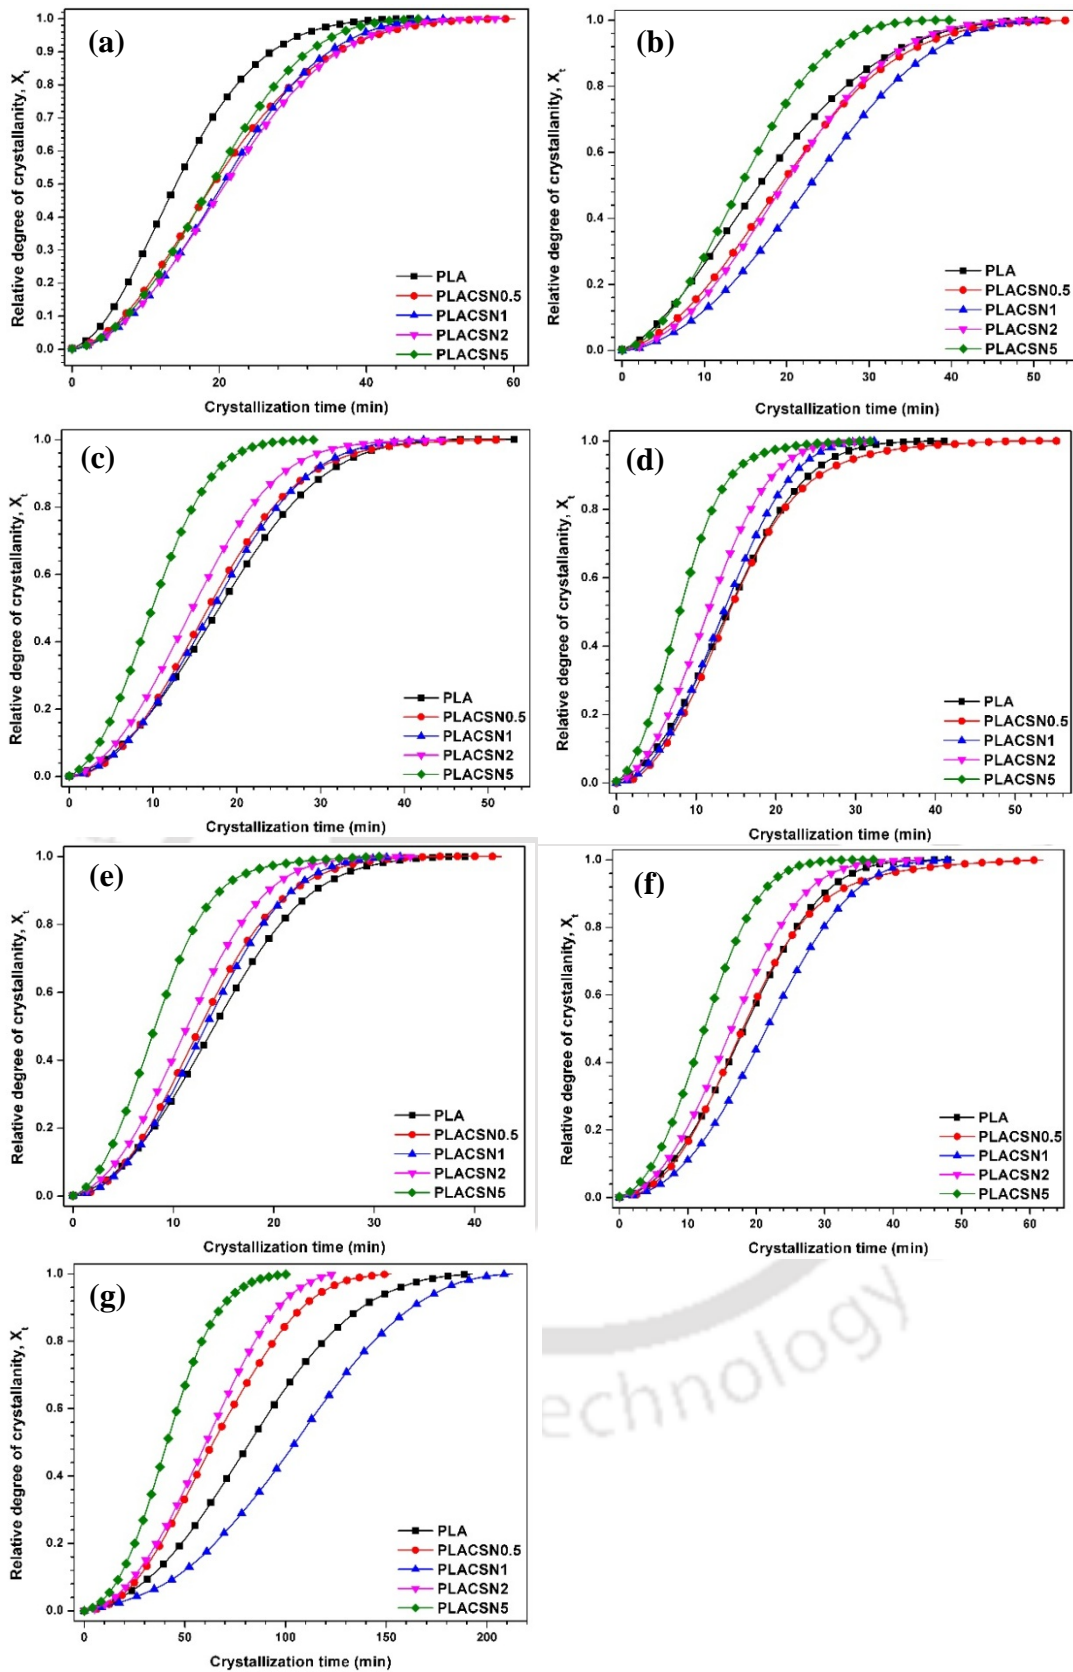 (a)
Relative degree of crystallanity, Xt
1.0
0.9
0.8
0.7
0.6
0.5
0.4
0.3
0.2
0.1
0.0
PLA
PLACSN0.5
PLACSN1
PLACSN2
PLACSN5
0 20 40 60
Crystallization time (min)
(b)
Relative degree of crystallanity, Xt
1.0
0.8
0.6
0.4
0.2
0.0
PLA
PLACSN0.5
PLACSN1
PLACSN2
PLACSN5
0 10 20 30 40 50
Crystallization time (min)
(c)
Relative degree of crystallanity, Xt
1.0
0.8
0.6
0.4
0.2
0.0
PLA
PLACSN0.5
PLACSN1
PLACSN2
PLACSN5
0 10 20 30 40 50
Crystallization time (min)
(d)
Relative degree of crystallanity, Xt
1.0
0.8
0.6
0.4
0.2
0.0
PLA
PLACSN0.5
PLACSN1
PLACSN2
PLACSN5
0 10 20 30 40 50
Crystallization time (min)
(e)
Relative degree of crystallanity, Xt
1.0
0.8
0.6
0.4
0.2
0.0
PLA
PLACSN0.5
PLACSN1
PLACSN2
PLACSN5
0 10 20 30 40
Crystallization time (min)
(f)
Relative degree of crystallanity, Xt
1.0
0.8
0.6
0.4
0.2
0.0
PLA
PLACSN0.5
PLACSN1
PLACSN2
PLACSN5
0 10 20 30 40 50 60
Crystallization time (min)
(g)
Relative degree of crystallanity, Xt
1.0
0.8
0.6
0.4
0.2
0.0
PLA
PLACSN0.5
PLACSN1
PLACSN2
PLACSN5
0 50 100 150 200
Crystallization time (min)
echnology